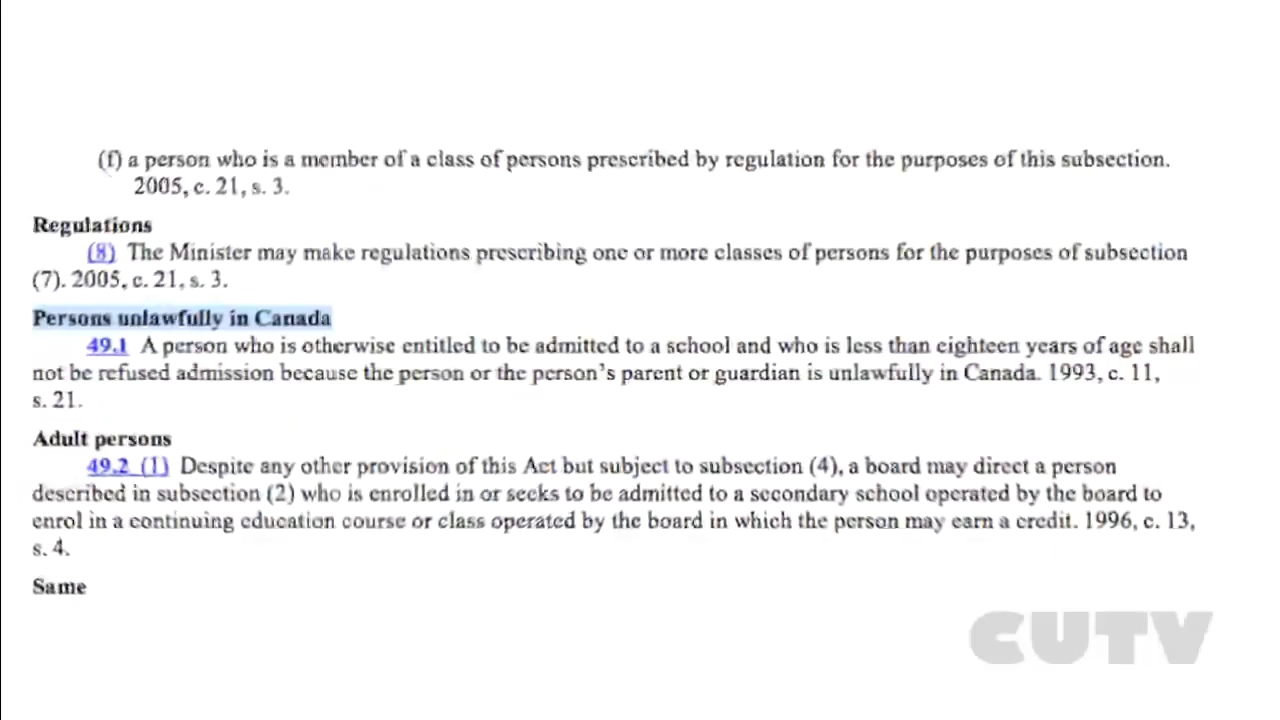 (f) a person who is a member of a class of persons prescribed by regulation for the purposes of this subsection.
2005, c. 21, s. 3.
Regulations
(8) The Minister may make regulations prescribing one or more classes of persons for the purposes of subsection
(7). 2005, c. 21, s. 3.
Persons unlawfully in Canada
49.1 A person who is otherwise entitled to be admitted to a school and who is less than eighteen years of age shall
not be refused admission because the person or the person's parent or guardian is unlawfully in Canada. 1993, c. 11,
s. 21.
Adult persons
49.2 (1) Despite any other provision of this Act but subject to subsection (4), a board may direct a person
described in subsection (2) who is enrolled in or seeks to be admitted to a secondary school operated by the board to
enrol in a continuing education course or class operated by the board in which the person may earn a credit. 1996, c. 13,
s. 4.
Same
CUTV